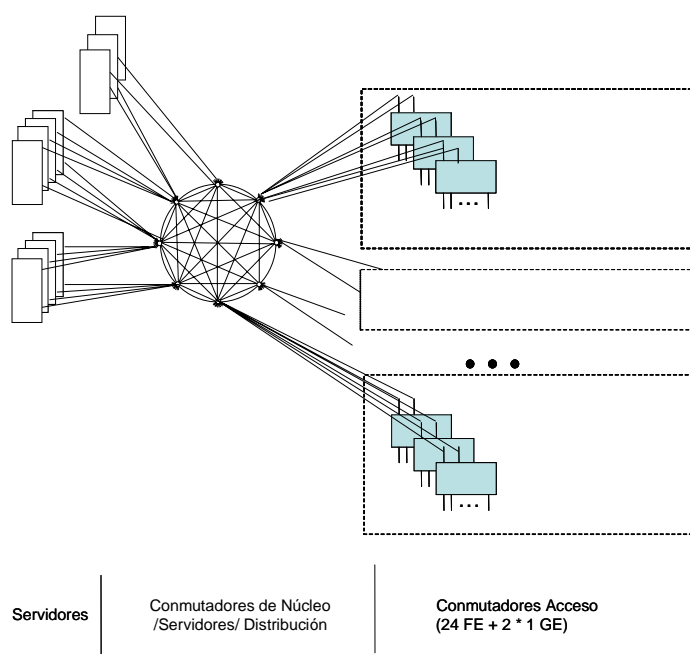 ...
● ● ●
...
Servidores
Conmutadores de Núcleo
/Servidores/ Distribución
Conmutadores Acceso
(24 FE + 2 * 1 GE)